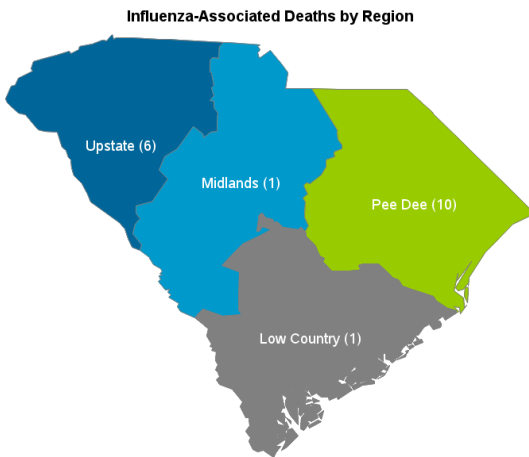 Influenza-Associated Deaths by Region
Upstate (6)
Midlands (1)
Pee Dee (10)
Low Country (1)